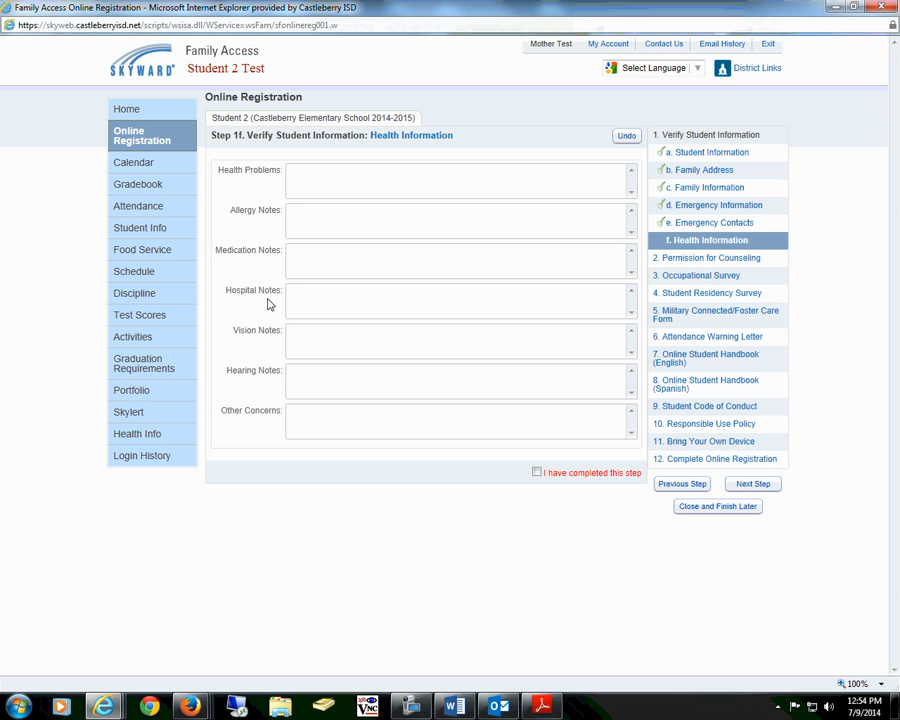 Family Access Online Registration - Microsoft Internet Explorer provided by Castleberry ISD
https://skyweb.castleberryisd.net/scripts/wsisa.dll/WService=wsFam/sfonlinereg001.w
SKYWARD
Family Access
Student 2 Test
Mother Test
My Account
Contact Us
Email History
Exit
Select Language
District Links
Home
Online
Registration
Calendar
Gradebook
Attendance
Student Info
Food Service
Schedule
Discipline
Test Scores
Activities
Graduation
Requirements
Portfolio
Skylert
Health Info
Login History
Online Registration
Student 2 (Castleberry Elementary School 2014-2015)
Step 1f. Verify Student Information: Health Information
Undo
Health Problems:
Allergy Notes:
Medication Notes:
Hospital Notes:
Vision Notes:
Hearing Notes:
Other Concerns:
I have completed this step
1. Verify Student Information
a. Student Information
b. Family Address
c. Family Information
d. Emergency Information
e. Emergency Contacts
f. Health Information
2. Permission for Counseling
3. Occupational Survey
4. Student Residency Survey
5. Military Connected/Foster Care
Form
6. Attendance Warning Letter
7. Online Student Handbook
(English)
8. Online Student Handbook
(Spanish)
9. Student Code of Conduct
10. Responsible Use Policy
11. Bring Your Own Device
12. Complete Online Registration
Previous Step
Next Step
Close and Finish Later
100%
VNC
12:54 PM
7/9/2014